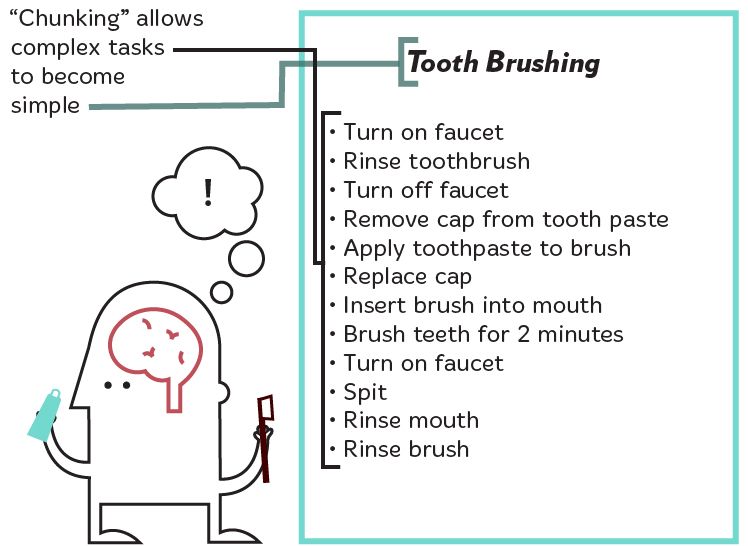 “Chunking” allows
complex tasks
to become
simple
Tooth Brushing
• Turn on faucet
• Rinse toothbrush
• Turn off faucet
• Remove cap from tooth paste
• Apply toothpaste to brush
• Replace cap
• Insert brush into mouth
• Brush teeth for 2 minutes
• Turn on faucet
• Spit
• Rinse mouth
• Rinse brush
!